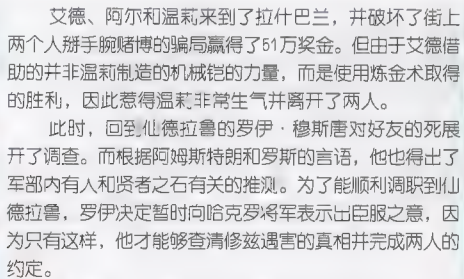 艾德、阿尔和温莉来到了拉什巴兰，并破坏了街上
两个人掰手腕赌博的骗局赢得了51万奖金。但由于艾德借
助的并非温莉制造的机械铠的力量，而是使用炼金术取得
的胜利，因此惹得温莉非常生气并离开了两人。
此时，回到仙德拉鲁的罗伊·穆斯唐对好友的死展
开了调查。而根据阿姆斯特朗和罗斯的言语，他也得出了
军部内有人和贤者之石有关的推测。为了能顺利调职到仙
德拉鲁，罗伊决定暂时向哈克罗将军表示出臣服之意，因
为只有这样，他才能够查清修兹遇害的真相并完成两人的
约定。